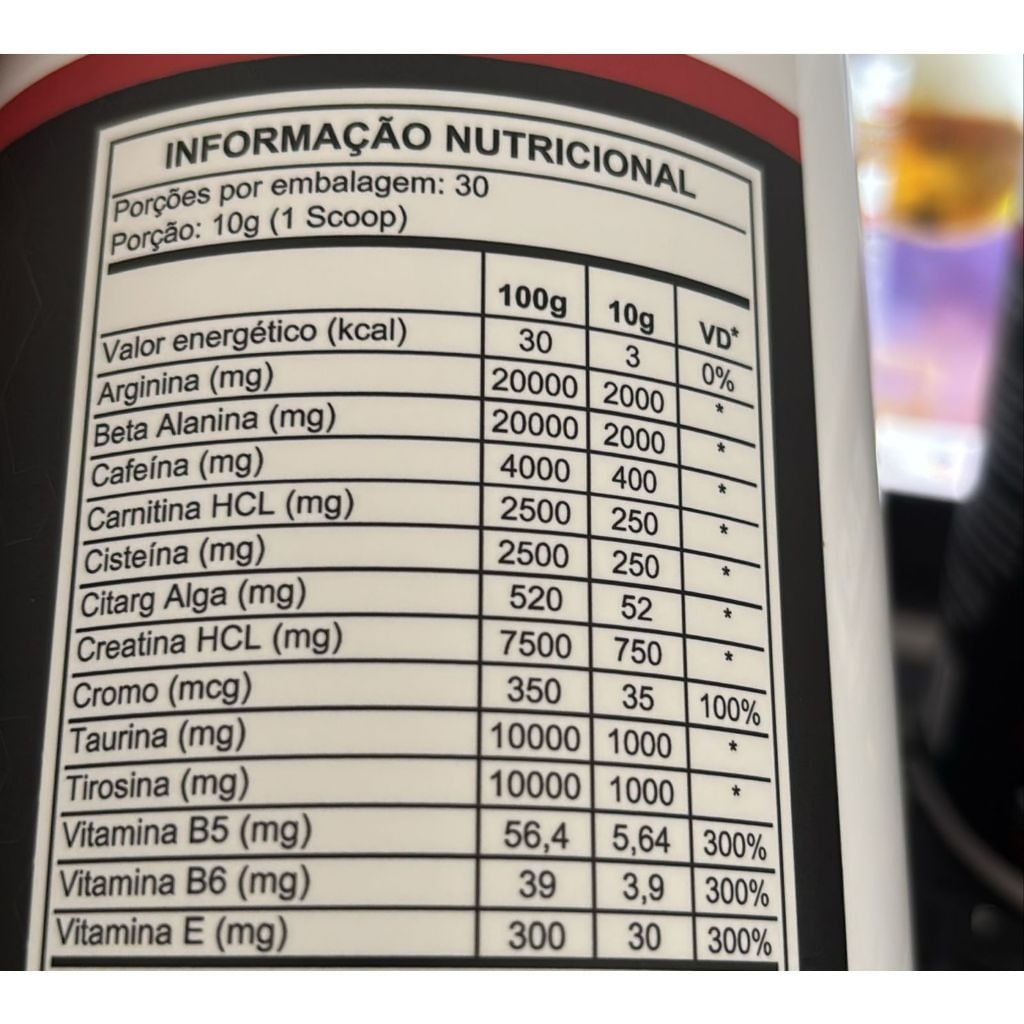 INFORMAÇÃO NUTRICIONAL
Porções por embalagem: 30
Porção: 10g (1 Scoop)
100g 10g VD*
Valor energético (kcal) 30 3 0%
Arginina (mg) 20000 2000 *
Beta Alanina (mg) 20000 2000 *
Cafeína (mg) 4000 400 *
Carnitina HCL (mg) 2500 250 *
Cisteína (mg) 2500 250 *
Citarg Alga (mg) 520 52 *
Creatina HCL (mg) 7500 750 *
Cromo (mcg) 350 35 100%
Taurina (mg) 10000 1000 *
Tirosina (mg) 10000 1000 *
Vitamina B5 (mg) 56,4 5,64 300%
Vitamina B6 (mg) 39 3,9 300%
Vitamina E (mg) 300 30 300%